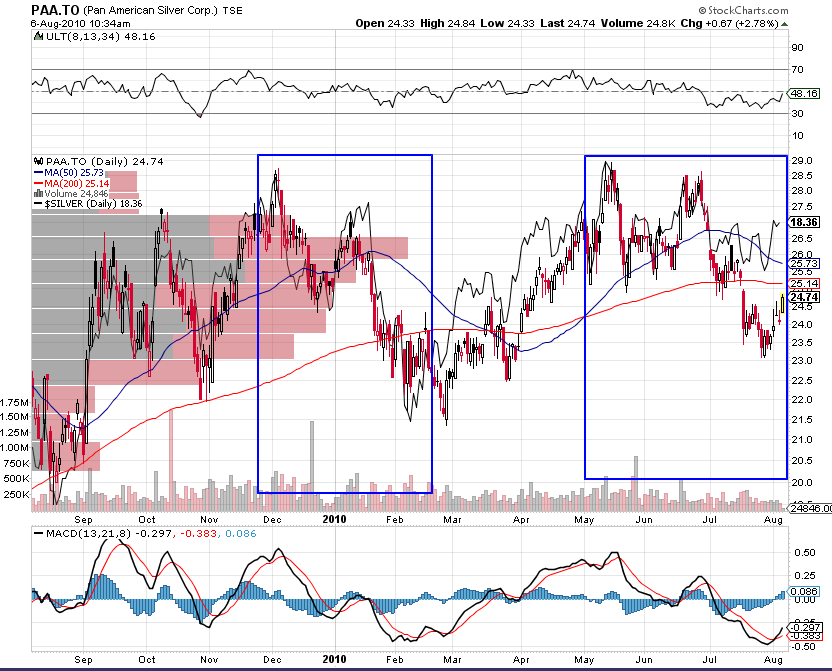 PAA.TO (Pan American Silver Corp.) TSE
© StockCharts.com
6-Aug-2010 10:34am
Open 24.33 High 24.84 Low 24.33 Last 24.74 Volume 24.8K Chg +0.67 (+2.78%)
ULT(8,13,34) 48.16
90
70
48.16
30
10
PAA.TO (Daily) 24.74
MA(50) 25.73
MA(200) 25.14
Volume 24,846
$SILVER (Daily) 18.36
29.0
28.5
28.0
27.5
18.36
26.5
26.0
25.73
25.5
25.14
24.74
24.5
24.0
23.5
23.0
22.5
22.0
21.5
21.0
20.5
20.0
24846.00
1.75M
1.50M
1.25M
1.00M
750K
500K
250K
Sep Oct Nov Dec 2010 Feb Mar Apr May Jun Jul Aug
MACD(13,21,8) -0.297, -0.383, 0.086
0.50
0.25
0.086
0.00
-0.297
-0.383
-0.50
Sep Oct Nov Dec 2010 Feb Mar Apr May Jun Jul Aug